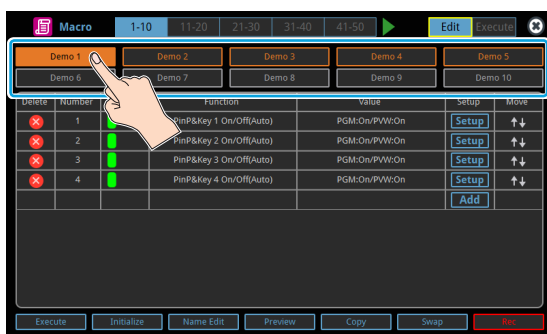 Macro 1-10 11-20 21-30 31-40 41-50 Edit Execute
Demo 1 Demo 2 Demo 3 Demo 4 Demo 5
Demo 6 Demo 7 Demo 8 Demo 9 Demo 10
Delete Number Function Value Setup Move
1 PinP&Key 1 On/Off(Auto) PGM:On/PVW:On Setup
2 PinP&Key 2 On/Off(Auto) PGM:On/PVW:On Setup
3 PinP&Key 3 On/Off(Auto) PGM:On/PVW:On Setup
4 PinP&Key 4 On/Off(Auto) PGM:On/PVW:On Setup
Add
Execute Initialize Name Edit Preview Copy Swap Rec